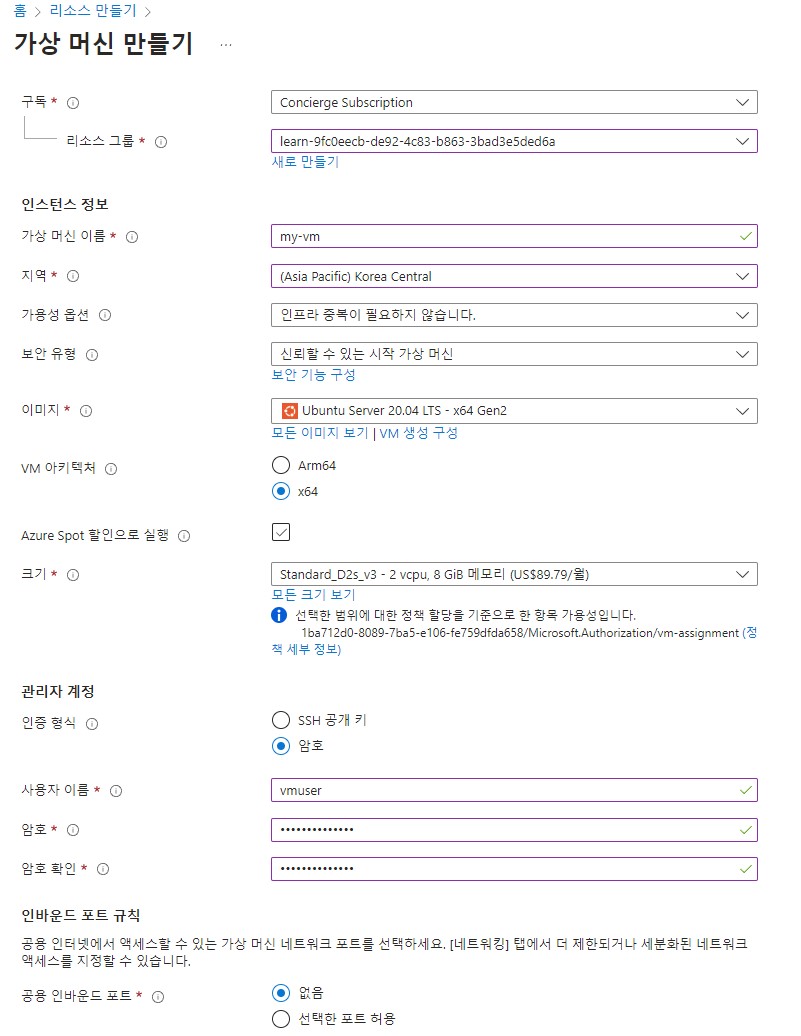 홈 > 리소스 만들기 >
가상 머신 만들기 ...
구독 * Concierge Subscription
리소스 그룹 * learn-9fc0eecb-de92-4c83-b863-3bad3e5ded6a
새로 만들기
인스턴스 정보
가상 머신 이름 * my-vm
지역 * (Asia Pacific) Korea Central
가용성 옵션 인프라 중복이 필요하지 않습니다.
보안 유형 신뢰할 수 있는 시작 가상 머신
보안 기능 구성
이미지 * Ubuntu Server 20.04 LTS - x64 Gen2
모든 이미지 보기 | VM 생성 구성
VM 아키텍처 Arm64
x64
Azure Spot 할인으로 실행
크기 * Standard_D2s_v3 - 2 vcpu, 8 GiB 메모리 (US$89.79/월)
모든 크기 보기
선택한 범위에 대한 정책 할당을 기준으로 한 항목 가용성입니다.
1ba712d0-8089-7ba5-e106-fe759dfda658/Microsoft.Authorization/vm-assignment (정
책 세부 정보)
관리자 계정
인증 형식 SSH 공개 키
암호
사용자 이름 * vmuser
암호 * ••••••••••••••
암호 확인 * ••••••••••••••
인바운드 포트 규칙
공용 인터넷에서 액세스할 수 있는 가상 머신 네트워크 포트를 선택하세요. [네트워킹] 탭에서 더 제한되거나 세분화된 네트워크
액세스를 지정할 수 있습니다.
공용 인바운드 포트 * 없음
선택한 포트 허용